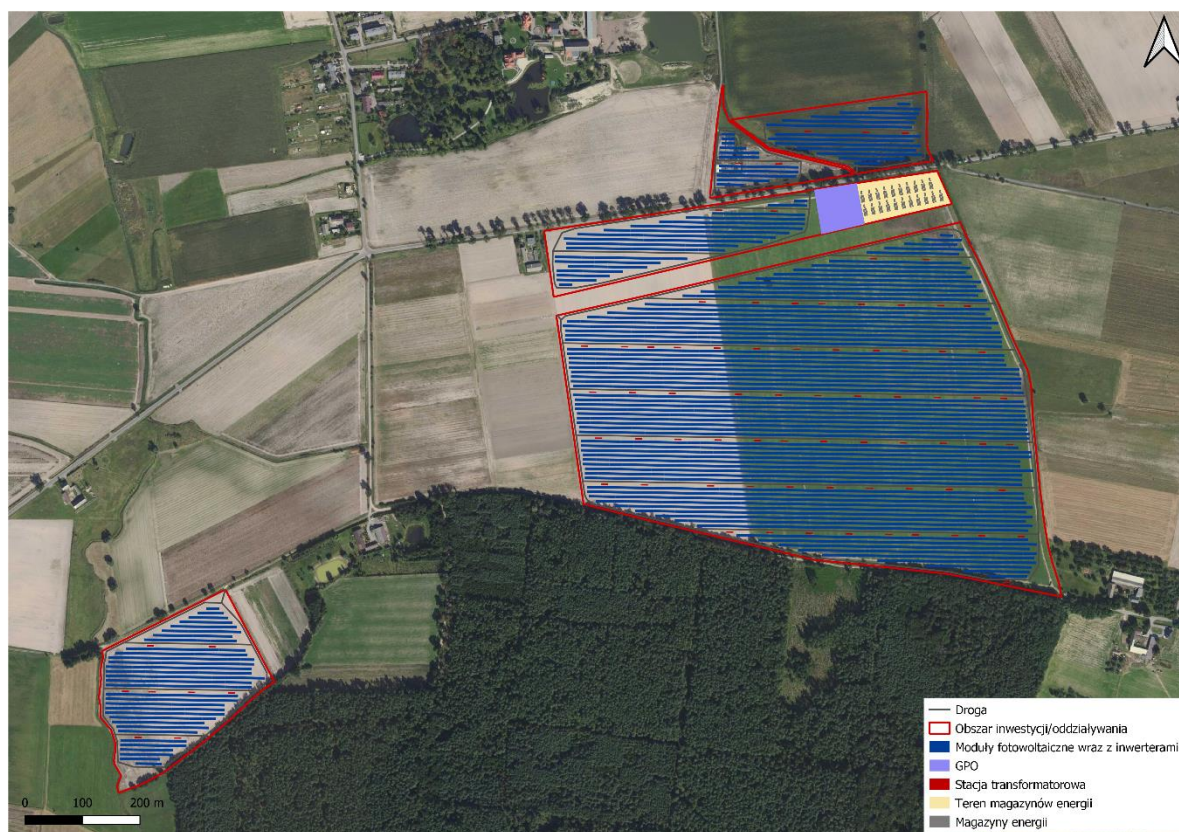 Droga
Obszar inwestycji/oddziaływania
Moduły fotowoltaiczne wraz z inwerterami
GPO
Stacja transformatorowa
Teren magazynów energii
Magazyny energii
0 100 200 m